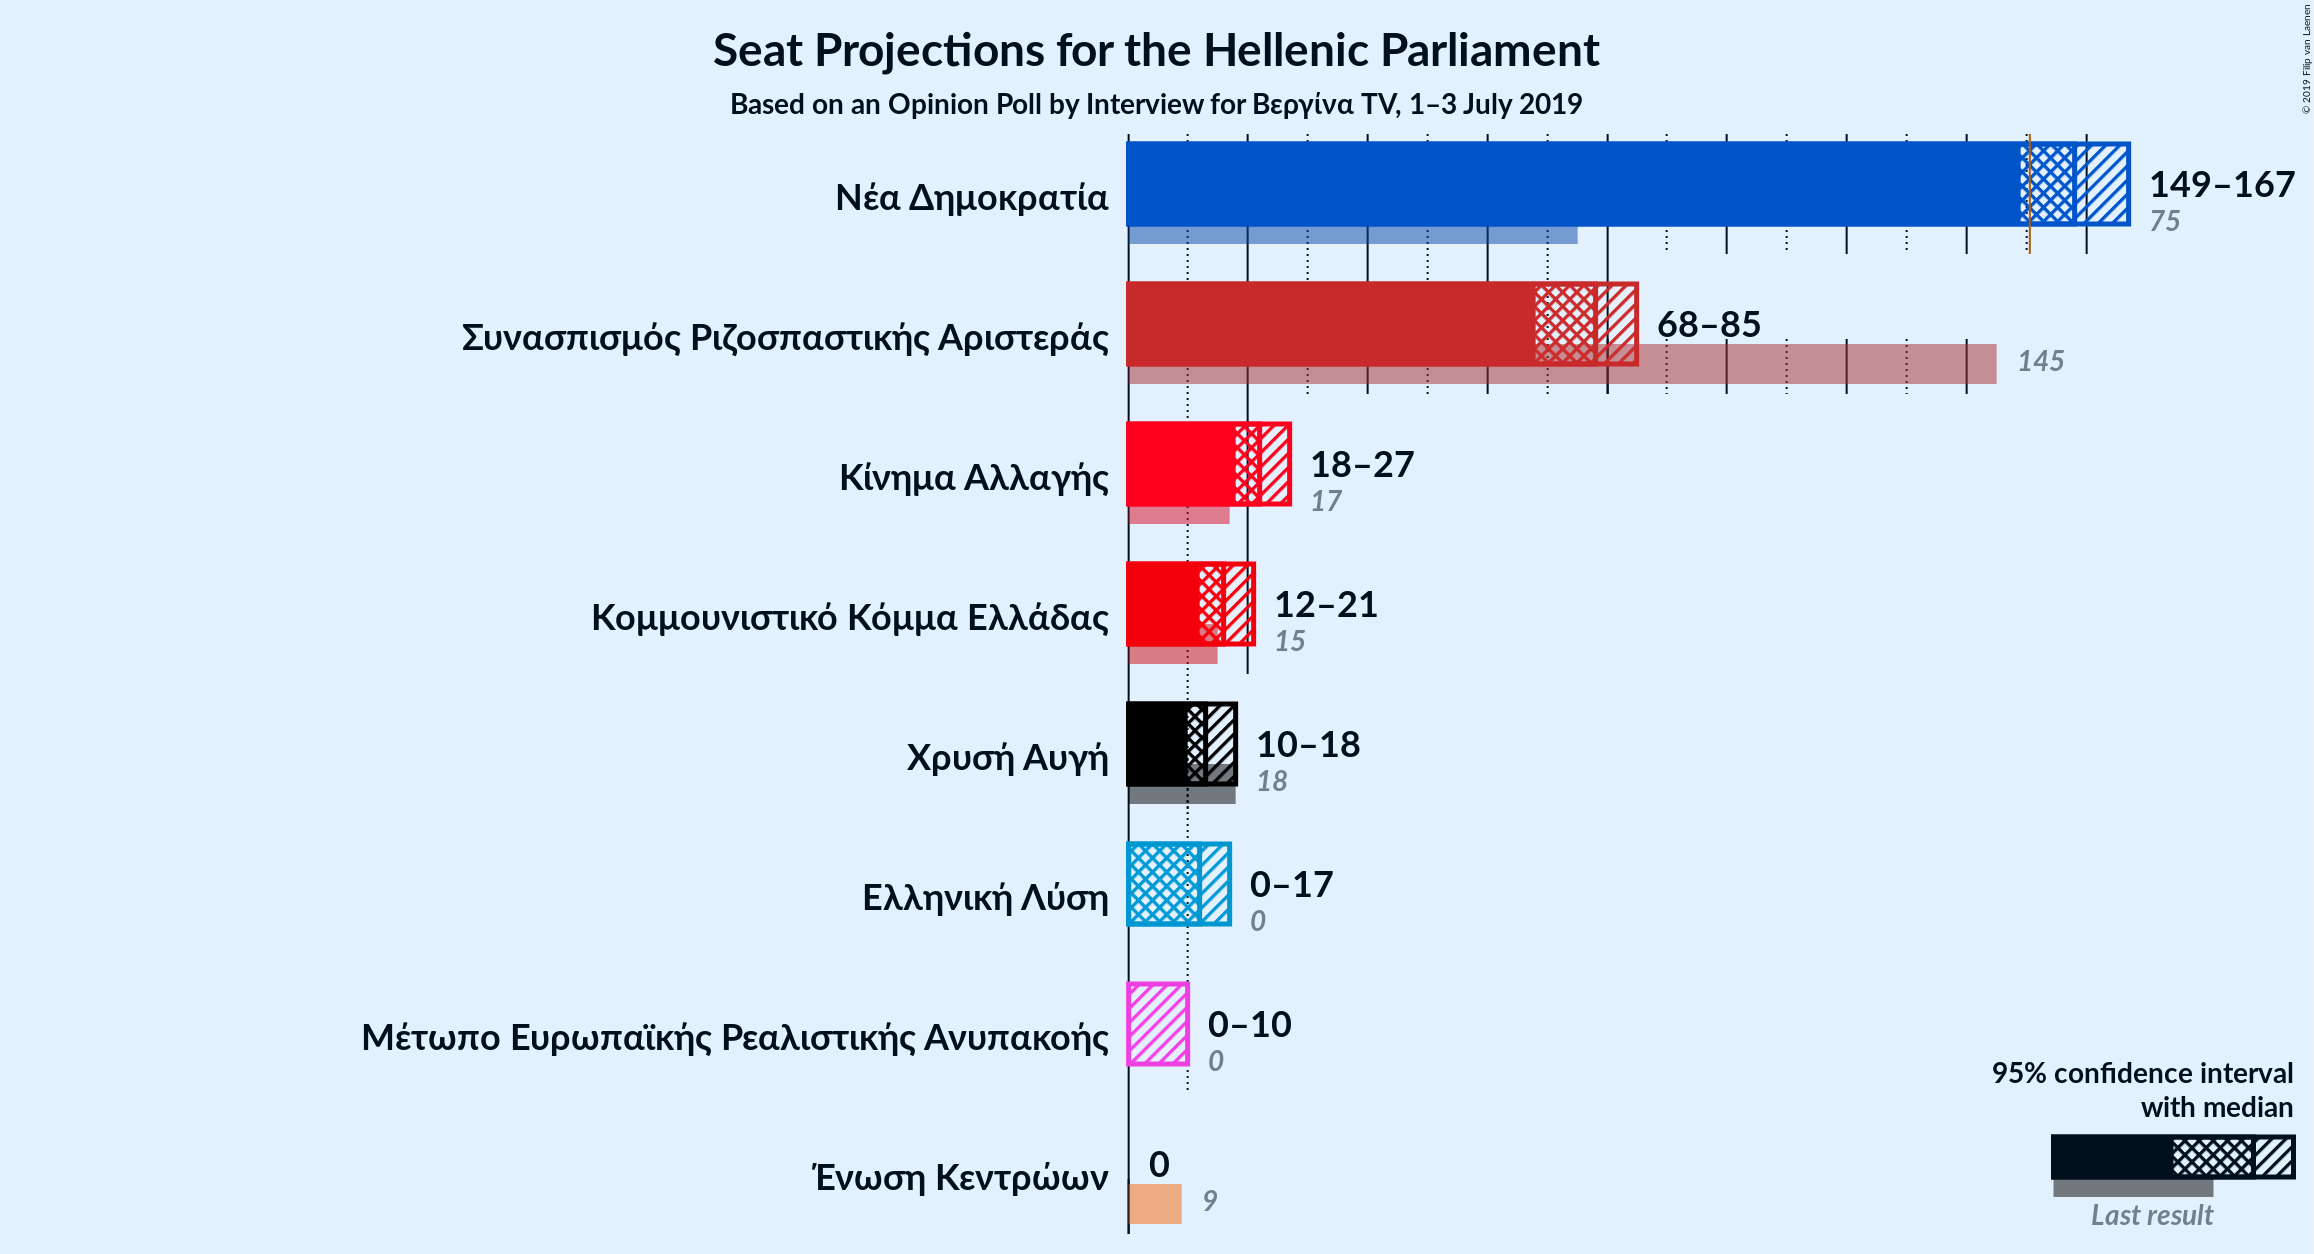 Seat Projections for the Hellenic Parliament
Based on an Opinion Poll by Interview for Βεργίνα TV, 1–3 July 2019
© 2019 Filip van Laenen
Νέα Δημοκρατία
149–167
75
Συνασπισμός Ριζοσπαστικής Αριστεράς
68–85
145
Κίνημα Αλλαγής
18–27
17
Κομμουνιστικό Κόμμα Ελλάδας
12–21
15
Χρυσή Αυγή
10–18
18
Ελληνική Λύση
0–17
0
Μέτωπο Ευρωπαϊκής Ρεαλιστικής Ανυπακοής
0–10
0
Ένωση Κεντρώων
0
9
95% confidence interval
with median
Last result